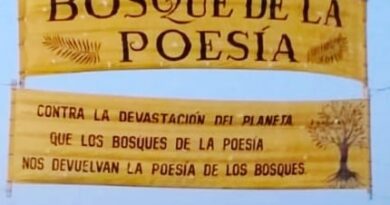 BOSQUE DE LA
POESÍA
CONTRA LA DEVASTACIÓN DEL PLANETA
QUE LOS BOSQUES DE LA POESÍA
NOS DEVUELVAN LA POESÍA DE LOS BOSQUES